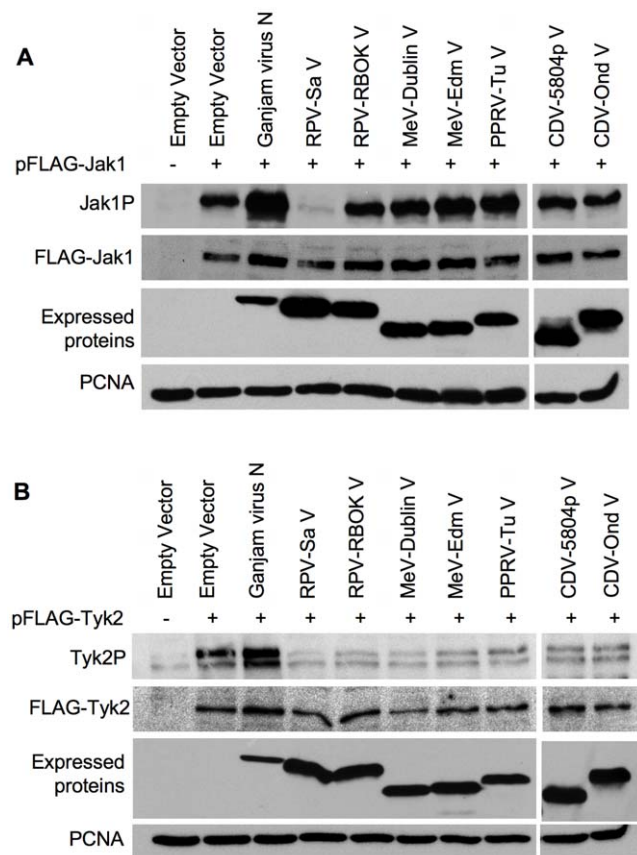 A
Empty Vector
Empty Vector
Ganjam virus N
RPV-Sa V
RPV-RBOK V
MeV-Dublin V
MeV-Edm V
PPRV-Tu V
CDV-5804p V
CDV-Ond V
pFLAG-Jak1 - + + + + + + + + +
Jak1P
FLAG-Jak1
Expressed
proteins
PCNA
B
Empty Vector
Empty Vector
Ganjam virus N
RPV-Sa V
RPV-RBOK V
MeV-Dublin V
MeV-Edm V
PPRV-Tu V
CDV-5804p V
CDV-Ond V
pFLAG-Tyk2 - + + + + + + + + +
Tyk2P
FLAG-Tyk2
Expressed
proteins
PCNA